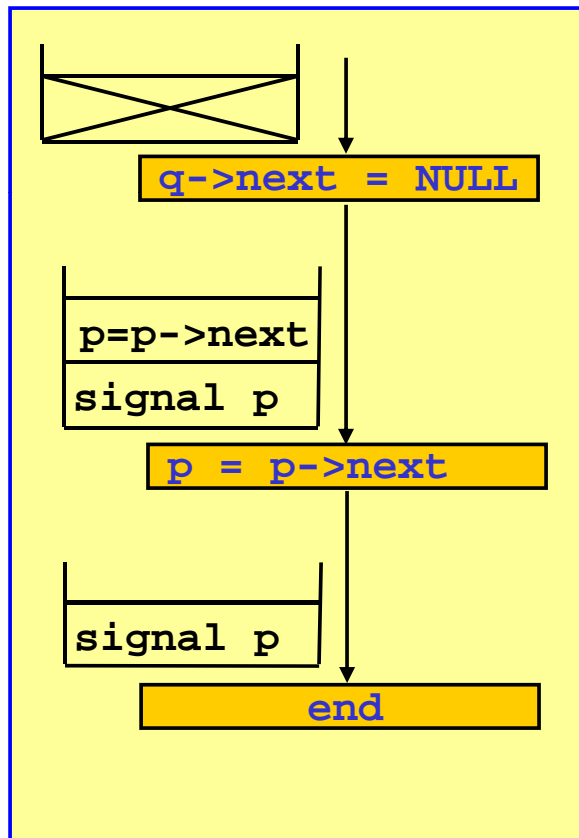 q->next = NULL
p=p->next
signal p
p = p->next
signal p
end